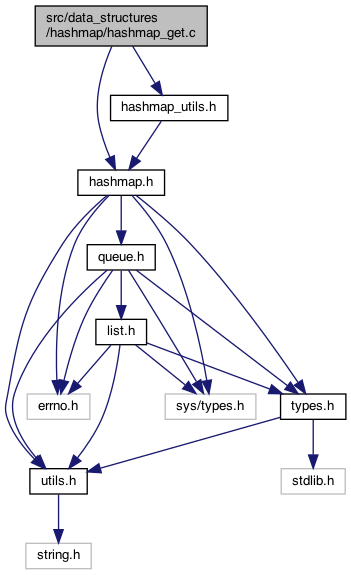 src/data_structures
/hashmap/hashmap_get.c
hashmap_utils.h
hashmap.h
queue.h
list.h
errno.h
sys/types.h
types.h
utils.h
stdlib.h
string.h